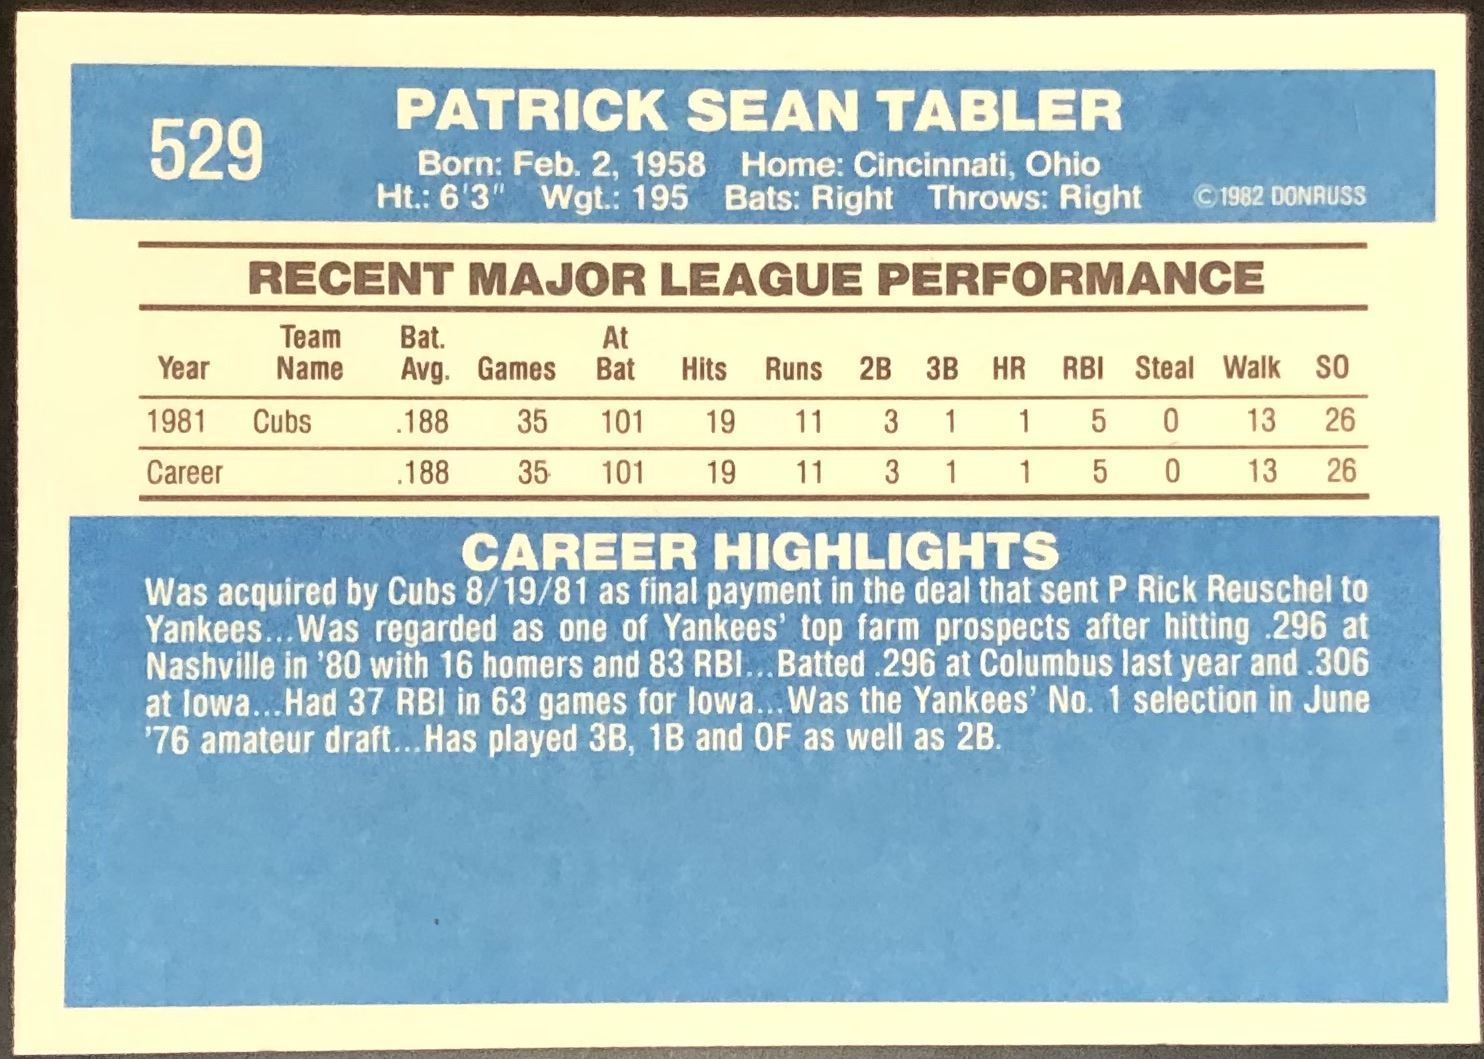 529
PATRICK SEAN TABLER
Born: Feb. 2, 1958 Home: Cincinnati, Ohio
Ht.: 6'3" Wgt.: 195 Bats: Right Throws: Right
©1982 DONRUSS
RECENT MAJOR LEAGUE PERFORMANCE
Team Bat. At
Year Name Avg. Games Bat Hits Runs 2B 3B HR RBI Steal Walk SO
1981 Cubs .188 35 101 19 11 3 1 1 5 0 13 26
Career .188 35 101 19 11 3 1 1 5 0 13 26
CAREER HIGHLIGHTS
Was acquired by Cubs 8/19/81 as final payment in the deal that sent P Rick Reuschel to
Yankees...Was regarded as one of Yankees' top farm prospects after hitting .296 at
Nashville in '80 with 16 homers and 83 RBI...Batted .296 at Columbus last year and .306
at Iowa...Had 37 RBI in 63 games for Iowa...Was the Yankees' No. 1 selection in June
'76 amateur draft...Has played 3B, 1B and OF as well as 2B.